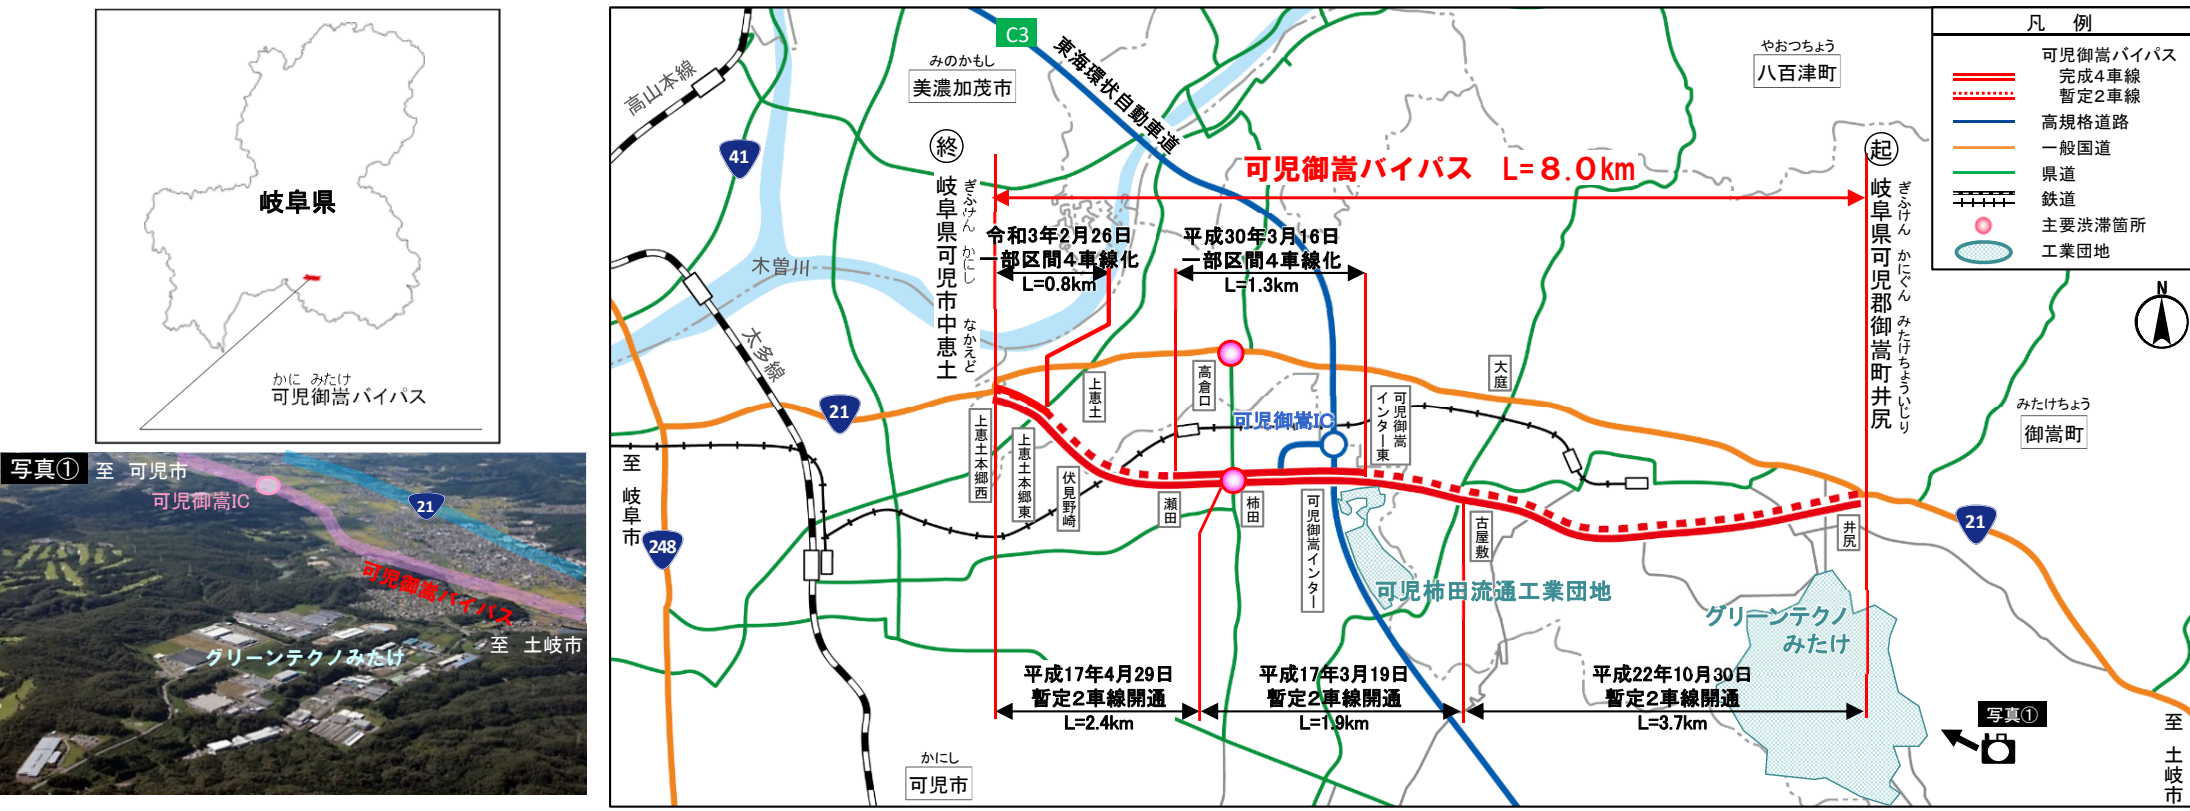 岐阜県
かに みたけ
可児御嵩バイパス
写真①
至 可児市
可児御嵩IC
21
可児御嵩バイパス
至 土岐市
グリーンテクノみたけ
C3
東海環状自動車道
高山本線
41
みのかもし
美濃加茂市
やおつちょう
八百津町
凡 例
可児御嵩バイパス
完成4車線
暫定2車線
高規格道路
一般国道
県道
鉄道
主要渋滞箇所
工業団地
N
終
岐阜県可児市中恵土
ぎふけん かにし なかえど
起
岐阜県可児郡御嵩町井尻
ぎふけん かにぐん みたけちょういじり
可児御嵩バイパス L=8.0km
令和3年2月26日
一部区間4車線化
L=0.8km
平成30年3月16日
一部区間4車線化
L=1.3km
木曽川
太多線
21
上恵土
高倉口
可児御嵩IC
可児御嵩
インター東
大庭
みたけちょう
御嵩町
至 岐阜市
248
上恵土本郷西
上恵土本郷東
伏見野崎
瀬田
柿田
可児御嵩インター
古屋敷
井尻
21
可児柿田流通工業団地
グリーンテクノ
みたけ
平成17年4月29日
暫定2車線開通
L=2.4km
平成17年3月19日
暫定2車線開通
L=1.9km
平成22年10月30日
暫定2車線開通
L=3.7km
写真①
至 土岐市
かにし
可児市